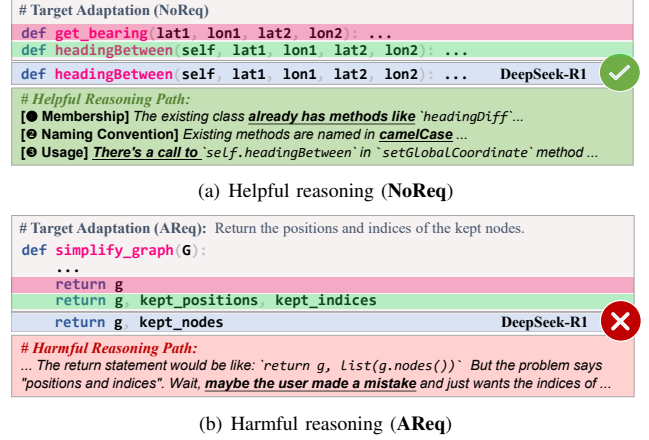 # Target Adaptation (NoReq)
def get_bearing(lat1, lon1, lat2, lon2): ...
def headingBetween(self, lat1, lon1, lat2, lon2): ...
def headingBetween(self, lat1, lon1, lat2, lon2): ... DeepSeek-R1
# Helpful Reasoning Path:
[❶ Membership] The existing class already has methods like `headingDiff`...
[❷ Naming Convention] Existing methods are named in camelCase ...
[❸ Usage] There's a call to `self.headingBetween` in `setGlobalCoordinate` method ...
(a) Helpful reasoning (NoReq)
# Target Adaptation (AReq): Return the positions and indices of the kept nodes.
def simplify_graph(G):
...
return g
return g, kept_positions, kept_indices
return g, kept_nodes DeepSeek-R1
# Harmful Reasoning Path:
... The return statement would be like: `return g, list(g.nodes())` But the problem says
"positions and indices". Wait, maybe the user made a mistake and just wants the indices of ...
(b) Harmful reasoning (AReq)